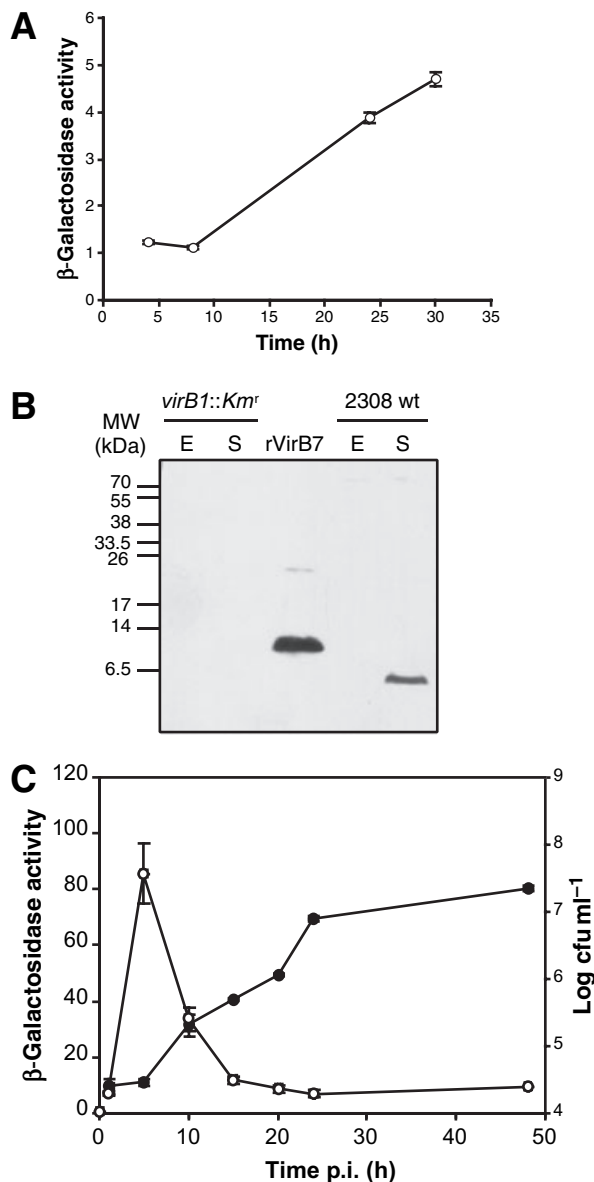 A
β-Galactosidase activity
6
5
4
3
2
1
0
0 5 10 15 20 25 30 35
Time (h)
B
virB1::Kmʳ 2308 wt
MW
(kDa)
E S rVirB7 E S
70
55
38
33.5
26
17
14
6.5
C
β-Galactosidase activity
120
100
80
60
40
20
0
9
8
7
6
5
4
Log cfu ml⁻¹
0 10 20 30 40 50
Time p.i. (h)